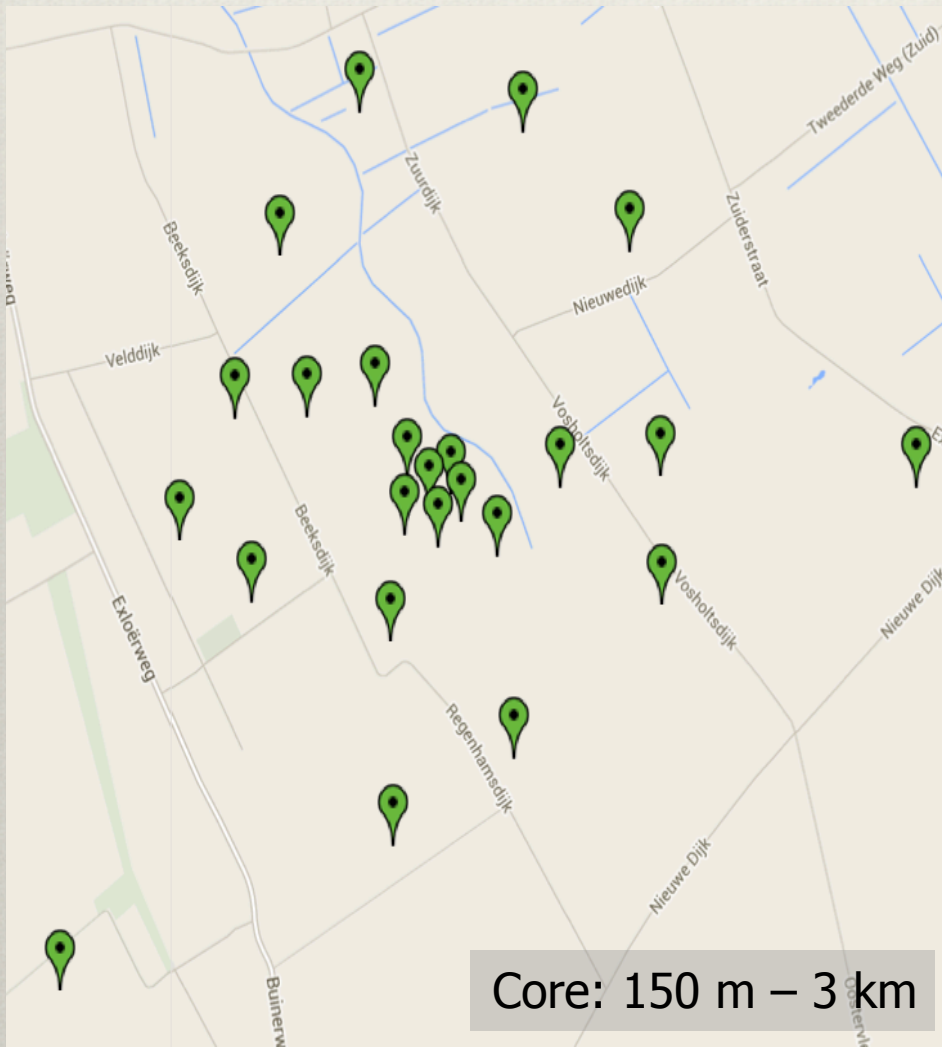 Tweederde Weg (Zuid)
Zuurdijk
Beeksdijk
Zuiderstraat
Nieuwedijk
Velddijk
Vosholtsdijk
Beeksdijk
Nieuwe Dijk
Exloërweg
Vosholtsdijk
Regenhamsdijk
Nieuwe Dijk
Buinerw
Core: 150 m – 3 km